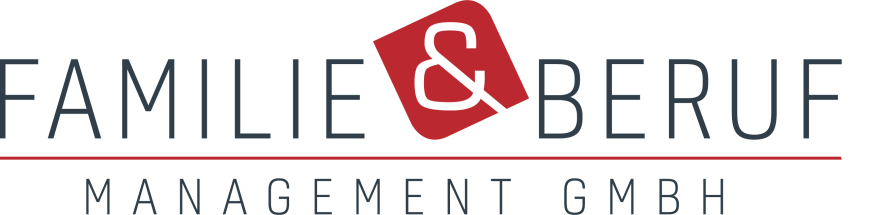 FAMILIE & BERUF
MANAGEMENT GMBH